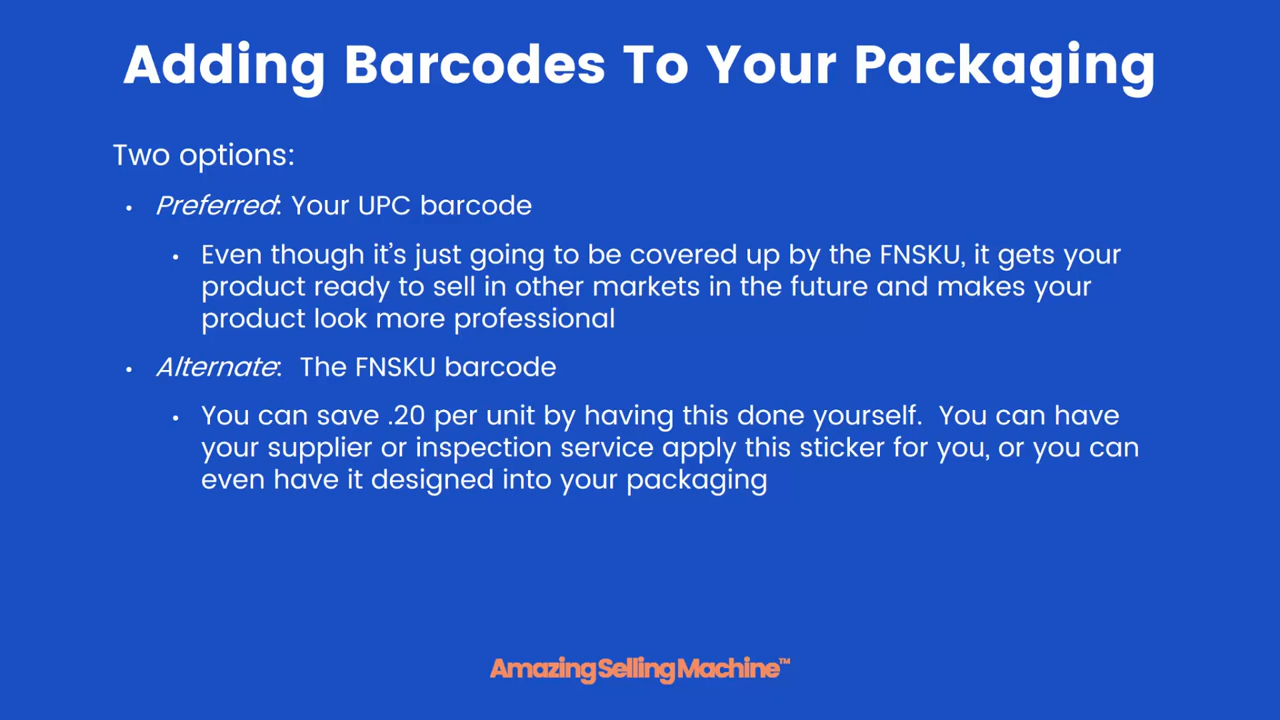 Adding Barcodes To Your Packaging
Two options:
• Preferred: Your UPC barcode
• Even though it’s just going to be covered up by the FNSKU, it gets your
product ready to sell in other markets in the future and makes your
product look more professional
• Alternate:  The FNSKU barcode
• You can save .20 per unit by having this done yourself.  You can have
your supplier or inspection service apply this sticker for you, or you can
even have it designed into your packaging
AmazingSellingMachine™